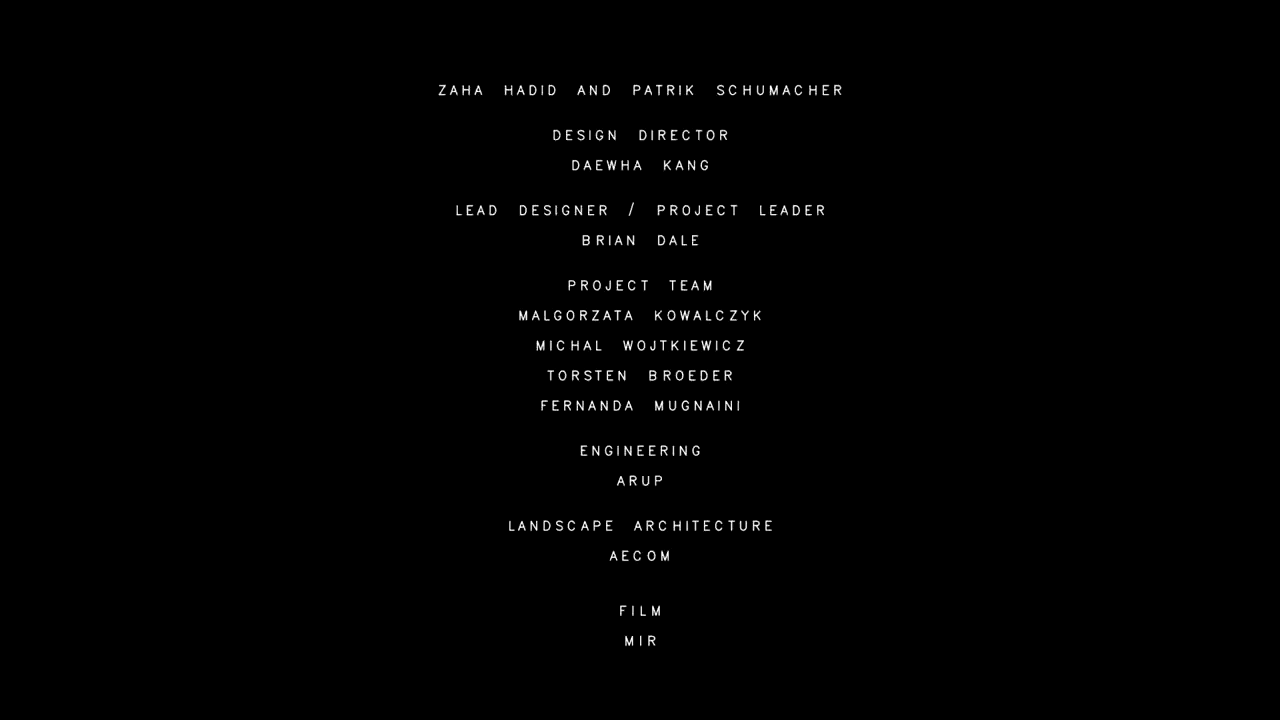 ZAHA HADID AND PATRIK SCHUMACHER
DESIGN DIRECTOR
DAEWHA KANG
LEAD DESIGNER / PROJECT LEADER
BRIAN DALE
PROJECT TEAM
MALGORZATA KOWALCZYK
MICHAL WOJTKIEWICZ
TORSTEN BROEDER
FERNANDA MUGNAINI
ENGINEERING
ARUP
LANDSCAPE ARCHITECTURE
AECOM
FILM
MIR